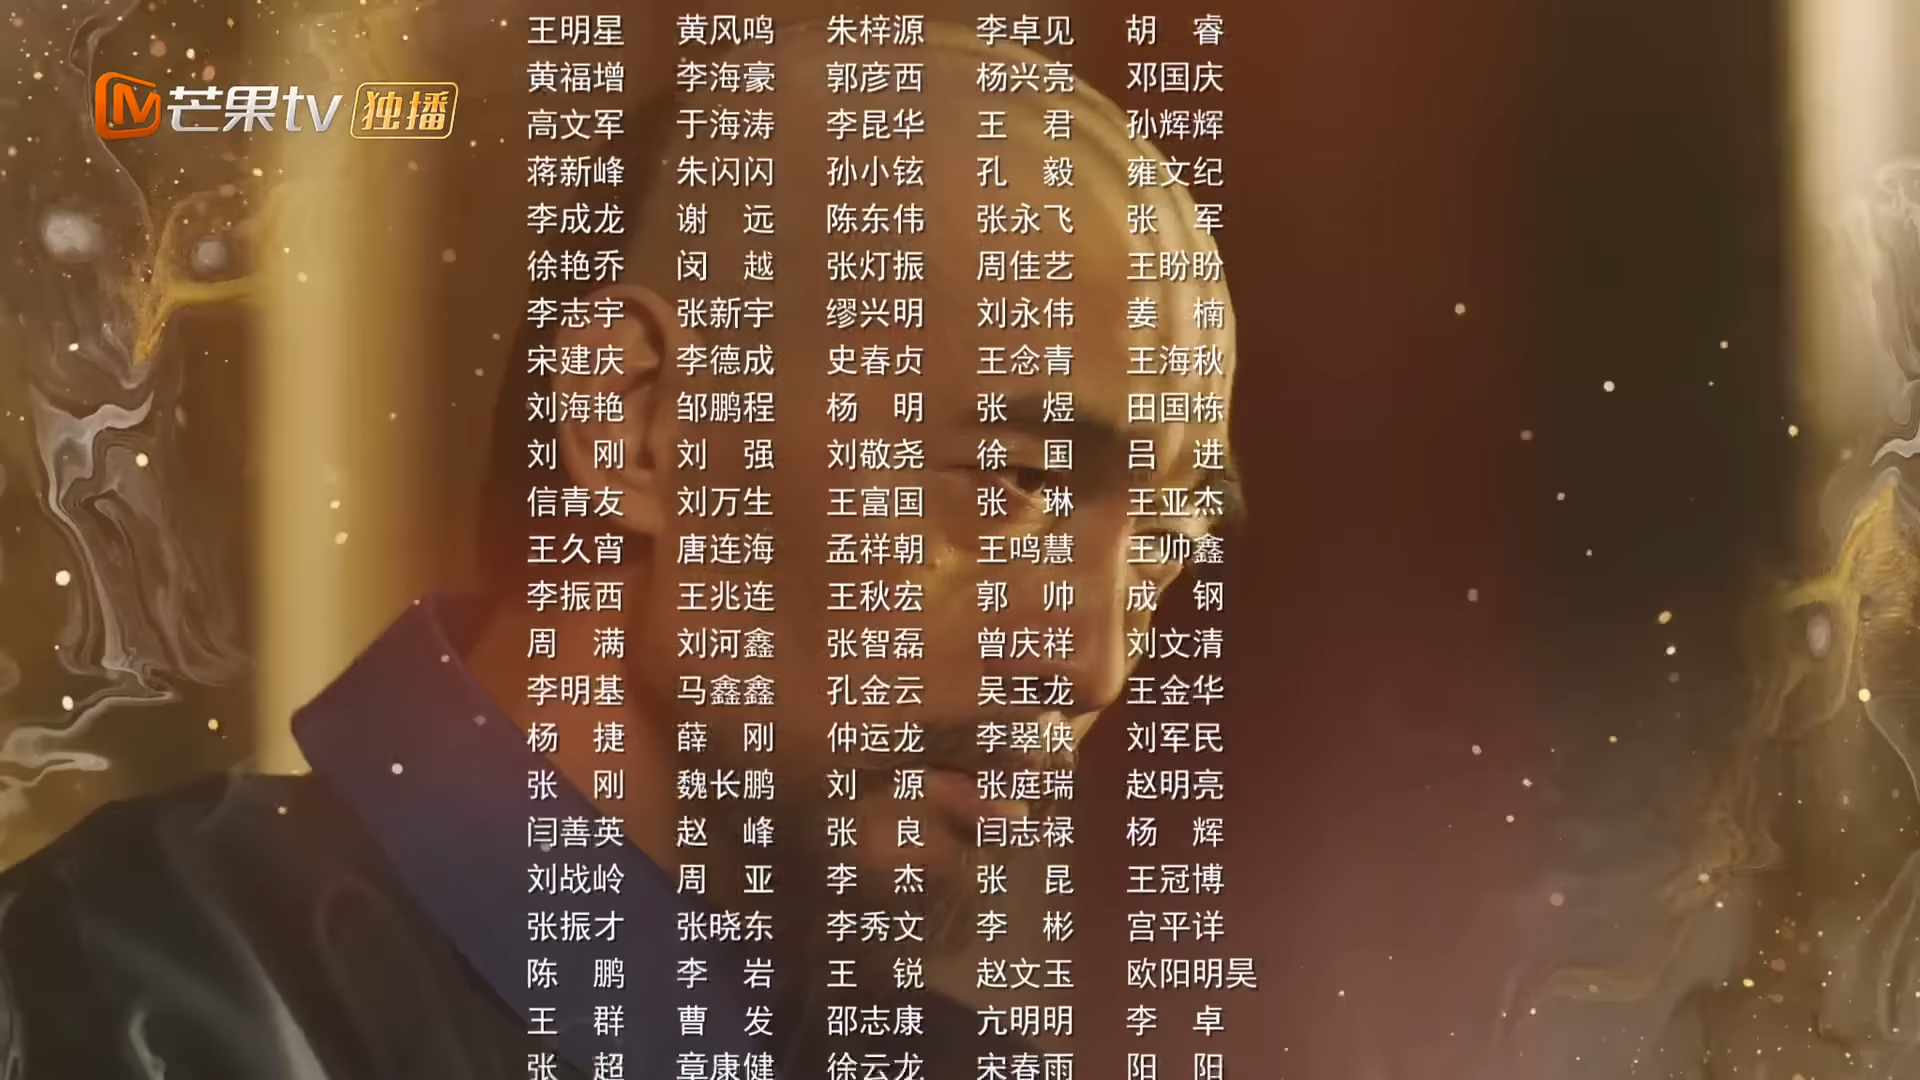 王明星 黄风鸣 朱梓源 李卓见 胡 睿
芒果tv 独播
黄福增 李海豪 郭彦西 杨兴亮 邓国庆
高文军 于海涛 李昆华 王 君 孙辉辉
蒋新峰 朱闪闪 孙小铉 孔 毅 雍文纪
李成龙 谢 远 陈东伟 张永飞 张 军
徐艳乔 闵 越 张灯振 周佳艺 王盼盼
李志宇 张新宇 缪兴明 刘永伟 姜 楠
宋建庆 李德成 史春贞 王念青 王海秋
刘海艳 邹鹏程 杨 明 张 煜 田国栋
刘 刚 刘 强 刘敬尧 徐 国 吕 进
信青友 刘万生 王富国 张 琳 王亚杰
王久宵 唐连海 孟祥朝 王鸣慧 王帅鑫
李振西 王兆连 王秋宏 郭 帅 成 钢
周 满 刘河鑫 张智磊 曾庆祥 刘文清
李明基 马鑫鑫 孔金云 吴玉龙 王金华
杨 捷 薛 刚 仲运龙 李翠侠 刘军民
张 刚 魏长鹏 刘 源 张庭瑞 赵明亮
闫善英 赵 峰 张 良 闫志禄 杨 辉
刘战岭 周 亚 李 杰 张 昆 王冠博
张振才 张晓东 李秀文 李 彬 宫平详
陈 鹏 李 岩 王 锐 赵文玉 欧阳明昊
王 群 曹 发 邵志康 亢明明 李 卓
张 超 章康健 徐云龙 宋春雨 阳 阳